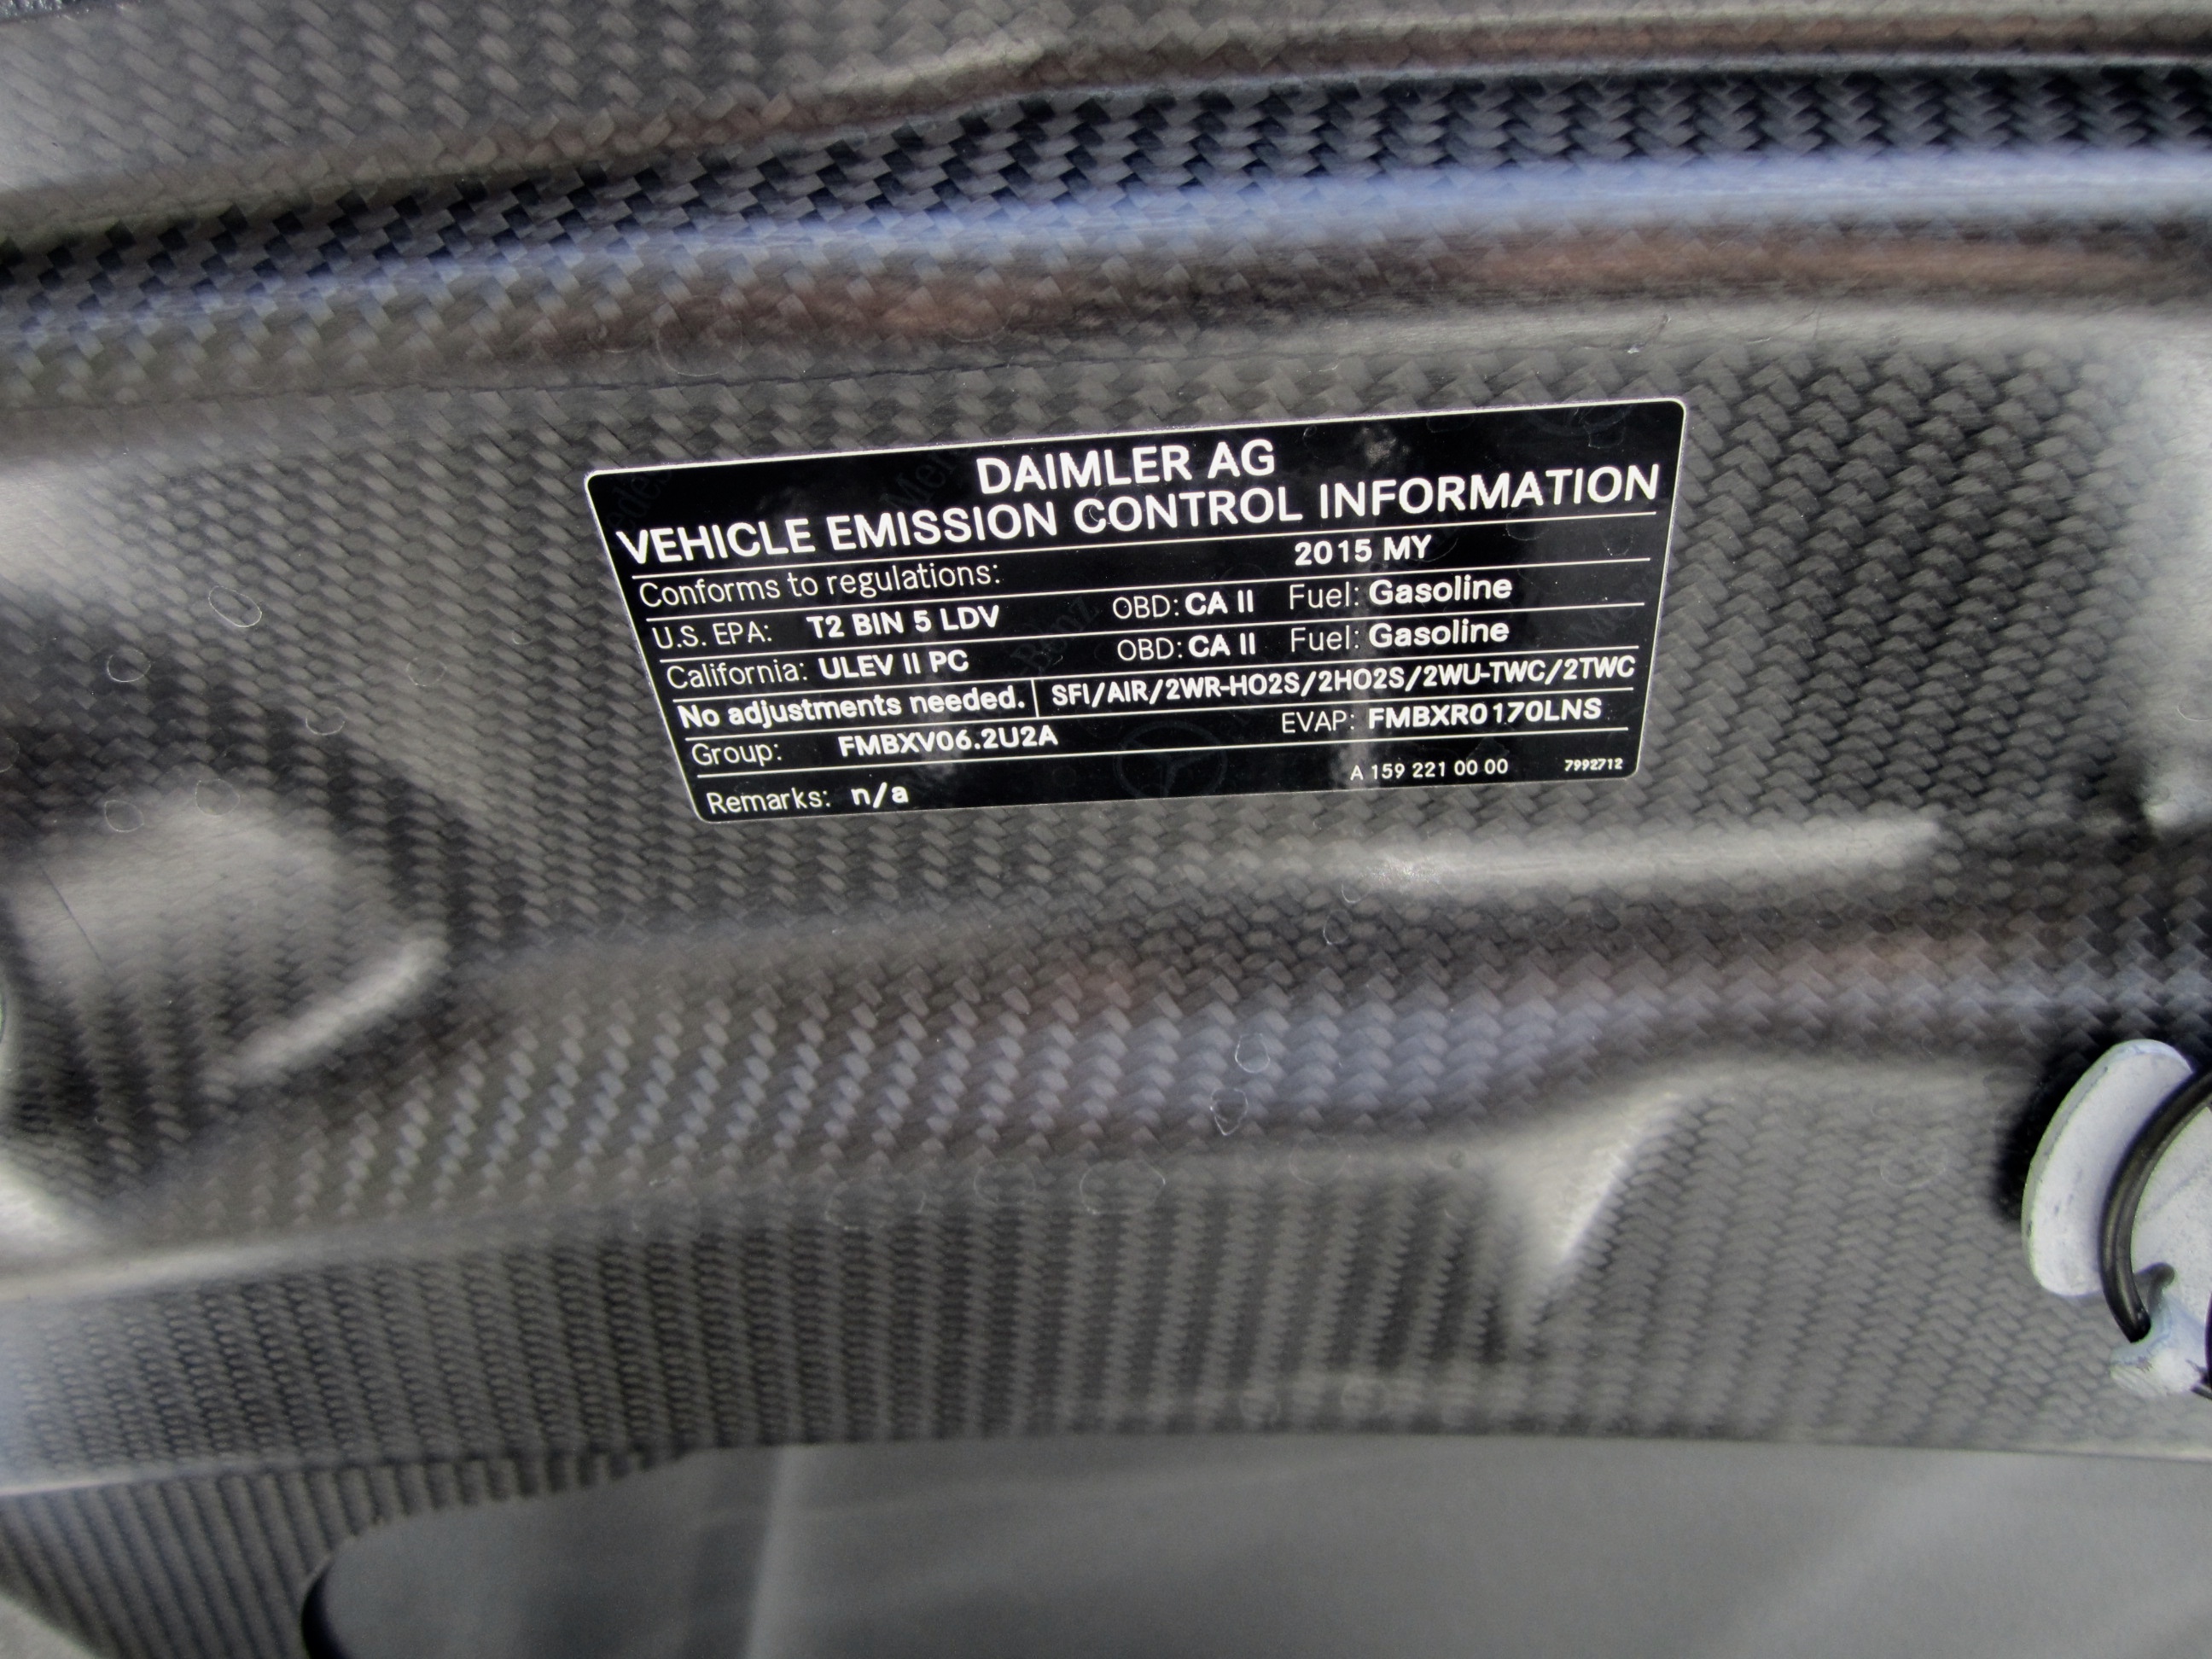 DAIMLER AG
VEHICLE EMISSION CONTROL INFORMATION
Conforms to regulations: 2015 MY
U.S. EPA: T2 BIN 5 LDV OBD: CA II Fuel: Gasoline
California: ULEV II PC OBD: CA II Fuel: Gasoline
No adjustments needed. SFI/AIR/2WR-HO2S/2HO2S/2WU-TWC/2TWC
Group: FMBXV06.2U2A EVAP: FMBXR0170LNS
Remarks: n/a A 159 221 00 00 7992712